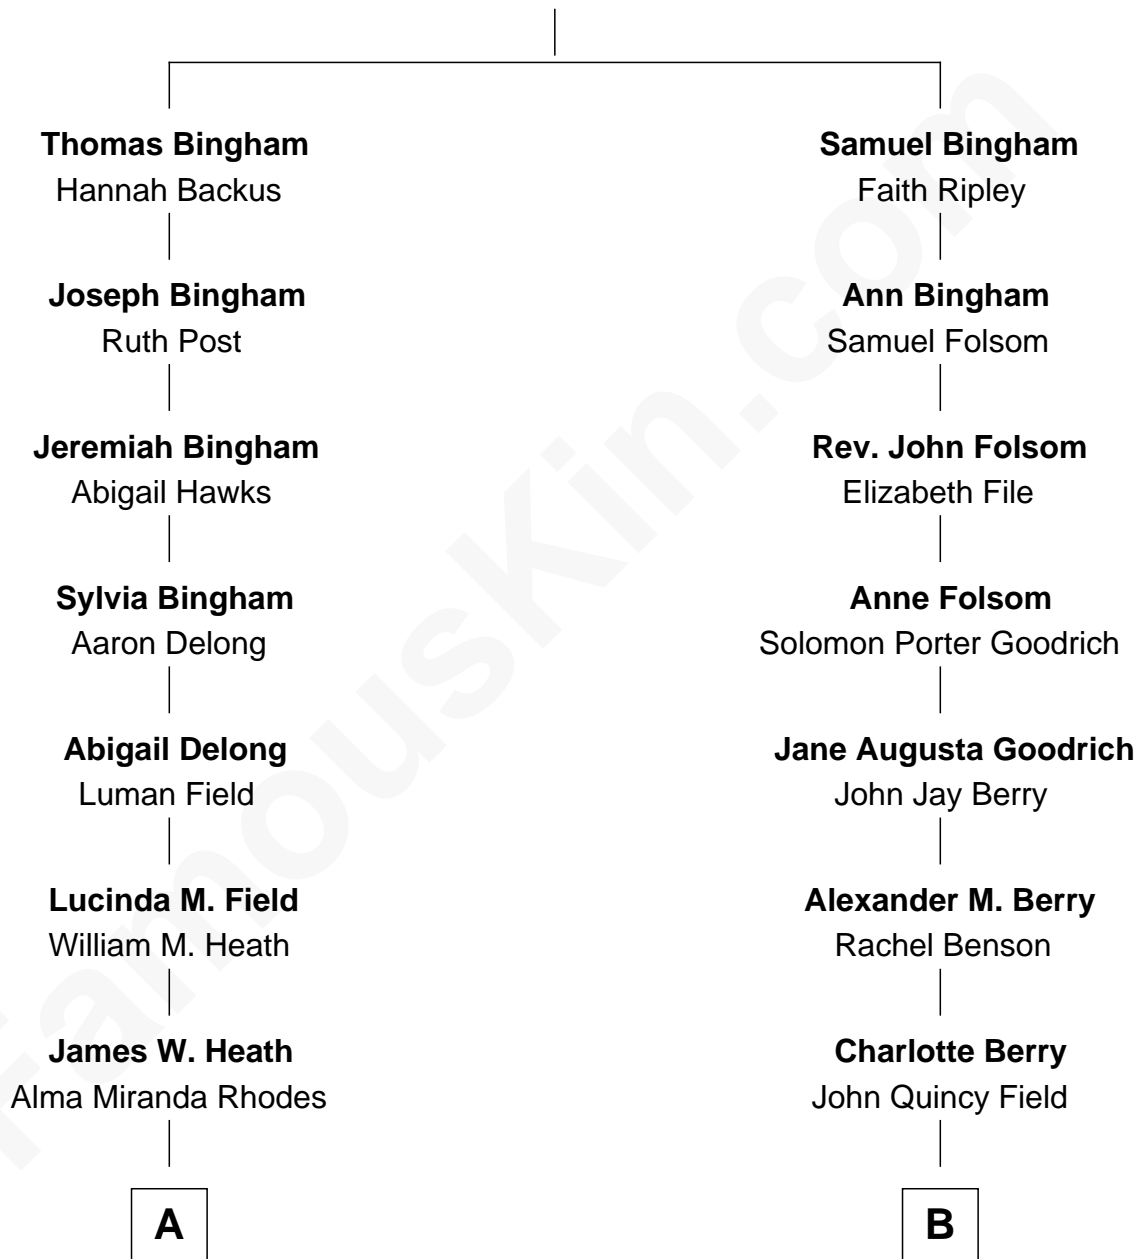 Thomas Bingham
Hannah Backus
Joseph Bingham
Ruth Post
Jeremiah Bingham
Abigail Hawks
Sylvia Bingham
Aaron Delong
Abigail Delong
Luman Field
Lucinda M. Field
William M. Heath
James W. Heath
Alma Miranda Rhodes
A
Samuel Bingham
Faith Ripley
Ann Bingham
Samuel Folsom
Rev. John Folsom
Elizabeth File
Anne Folsom
Solomon Porter Goodrich
Jane Augusta Goodrich
John Jay Berry
Alexander M. Berry
Rachel Benson
Charlotte Berry
John Quincy Field
B
FamousKin.com